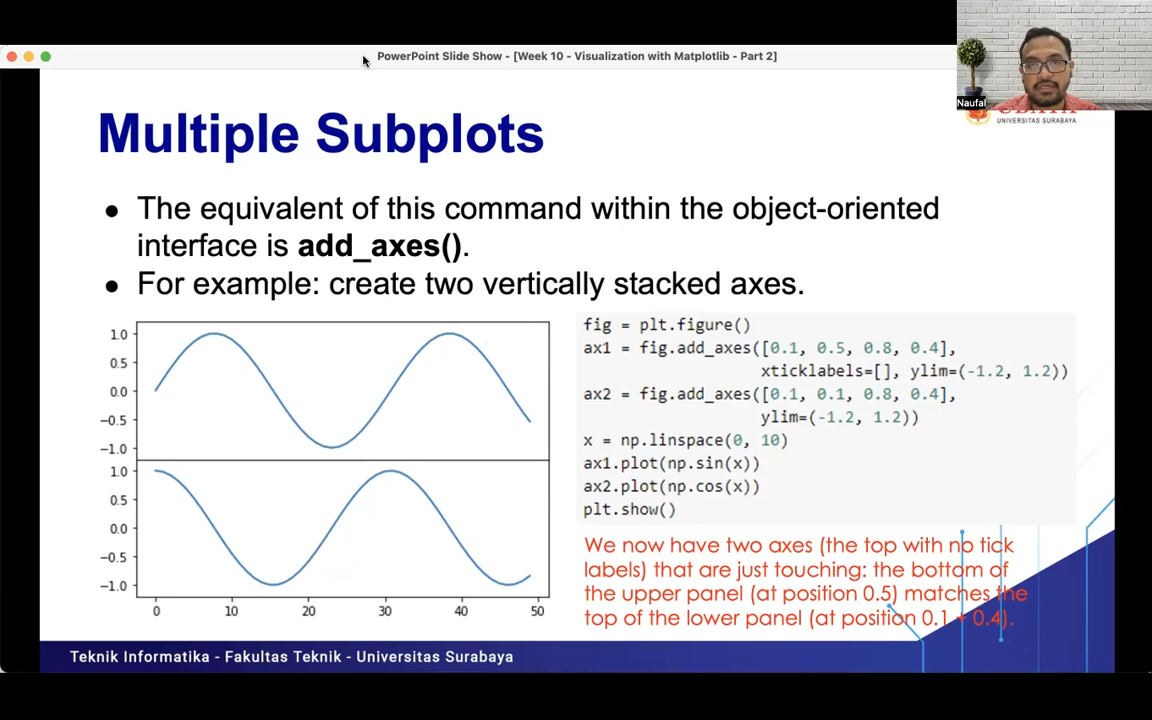 PowerPoint Slide Show - [Week 10 - Visualization with Matplotlib - Part 2]
Naufal
UNIVERSITAS SURABAYA
Multiple Subplots
● The equivalent of this command within the object-oriented
interface is add_axes().
● For example: create two vertically stacked axes.
1.0
0.5
0.0
−0.5
−1.0
1.0
0.5
0.0
−0.5
−1.0
0 10 20 30 40 50
fig = plt.figure()
ax1 = fig.add_axes([0.1, 0.5, 0.8, 0.4],
xticklabels=[], ylim=(-1.2, 1.2))
ax2 = fig.add_axes([0.1, 0.1, 0.8, 0.4],
ylim=(-1.2, 1.2))
x = np.linspace(0, 10)
ax1.plot(np.sin(x))
ax2.plot(np.cos(x))
plt.show()
We now have two axes (the top with no tick
labels) that are just touching: the bottom of
the upper panel (at position 0.5) matches the
top of the lower panel (at position 0.1 + 0.4).
Teknik Informatika - Fakultas Teknik - Universitas Surabaya